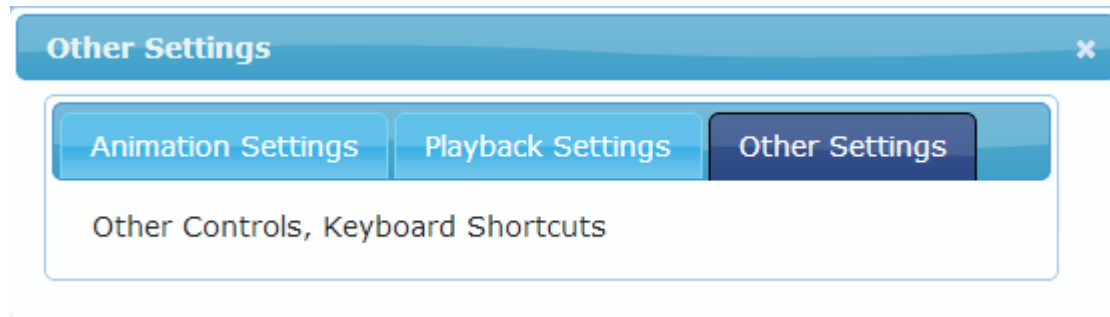 Other Settings
Animation Settings Playback Settings Other Settings
Other Controls, Keyboard Shortcuts